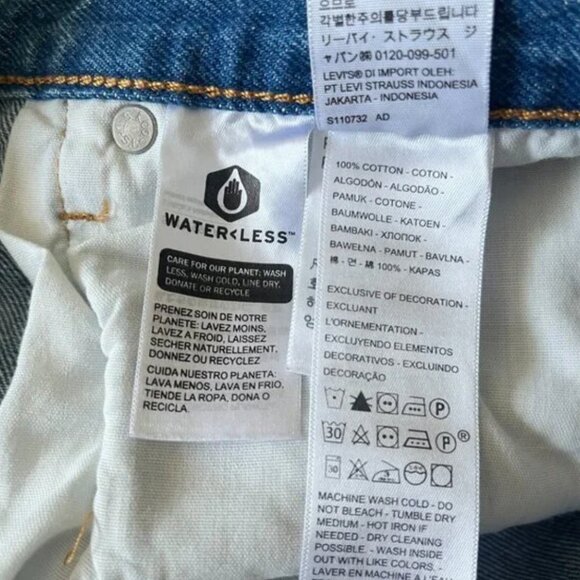 으므로
각별한주의를당부드립니다
リーバイ・ストラウス ジ
ャパン㈱ 0120-099-501
LEVI'S® DI IMPORT OLEH:
PT LEVI STRAUSS INDONESIA
JAKARTA - INDONESIA
S110732 AD
WATER<LESS™
CARE FOR OUR PLANET: WASH
LESS, WASH COLD, LINE DRY,
DONATE OR RECYCLE
PRENEZ SOIN DE NOTRE
PLANETE: LAVEZ MOINS,
LAVEZ A FROID, LAISSEZ
SECHER NATURELLEMENT,
DONNEZ OU RECYCLEZ
CUIDA NUESTRO PLANETA:
LAVA MENOS, LAVA EN FRIO,
TIENDE LA ROPA, DONA O
RECICLA.
100% COTTON - COTON -
ALGODÓN - ALGODÃO -
PAMUK - COTONE -
BAUMWOLLE - KATOEN -
BAMBAKI - ХЛОПОК -
BAWEŁNA - PAMUT - BAVLNA -
棉 - 면 - 綿 100% - KAPAS
EXCLUSIVE OF DECORATION -
EXCLUANT
L'ORNEMENTATION -
EXCLUYENDO ELEMENTOS
DECORATIVOS - EXCLUINDO
DECORAÇÃO
P
30 P®
30
MACHINE WASH COLD - DO
NOT BLEACH - TUMBLE DRY
MEDIUM - HOT IRON IF
NEEDED - DRY CLEANING
POSSIBLE. - WASH INSIDE
OUT WITH LIKE COLORS
LAVER EN MACHINE A